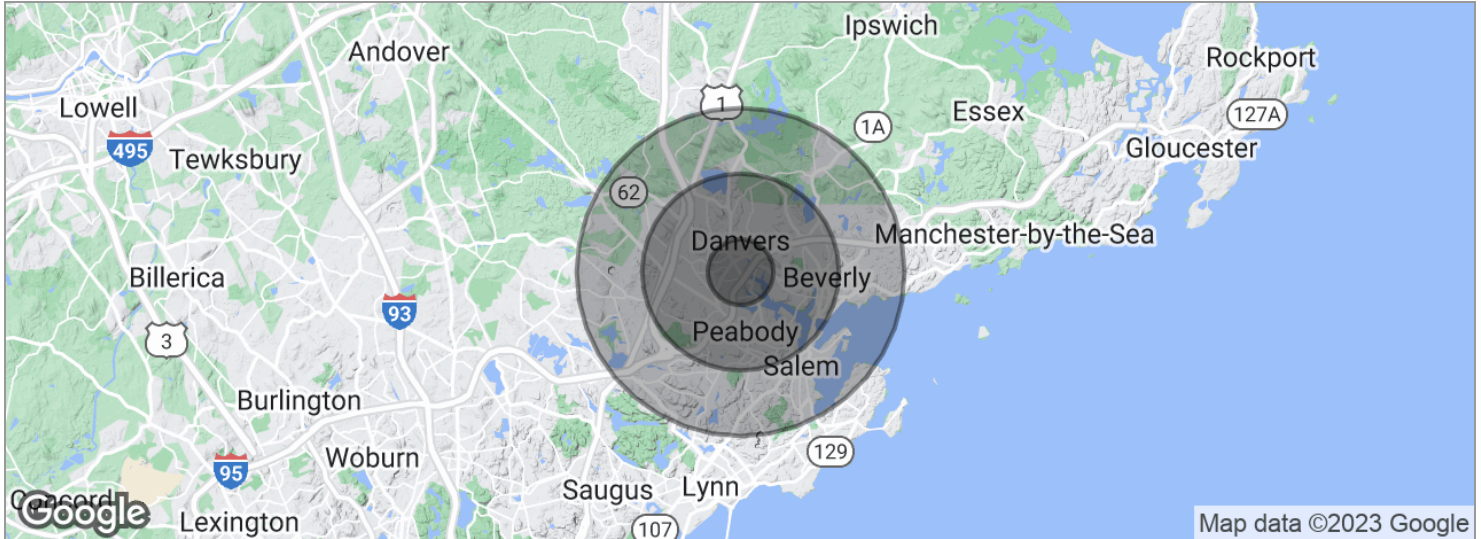 Ipswich
Andover
Rockport
1
Lowell
Essex
127A
1A
495
Tewksbury
Gloucester
62
Danvers
Manchester-by-the-Sea
Billerica
Beverly
93
Peabody
3
Salem
Burlington
129
Woburn
95
Saugus
Lynn
Concord
Google
Lexington
107
Map data ©2023 Google